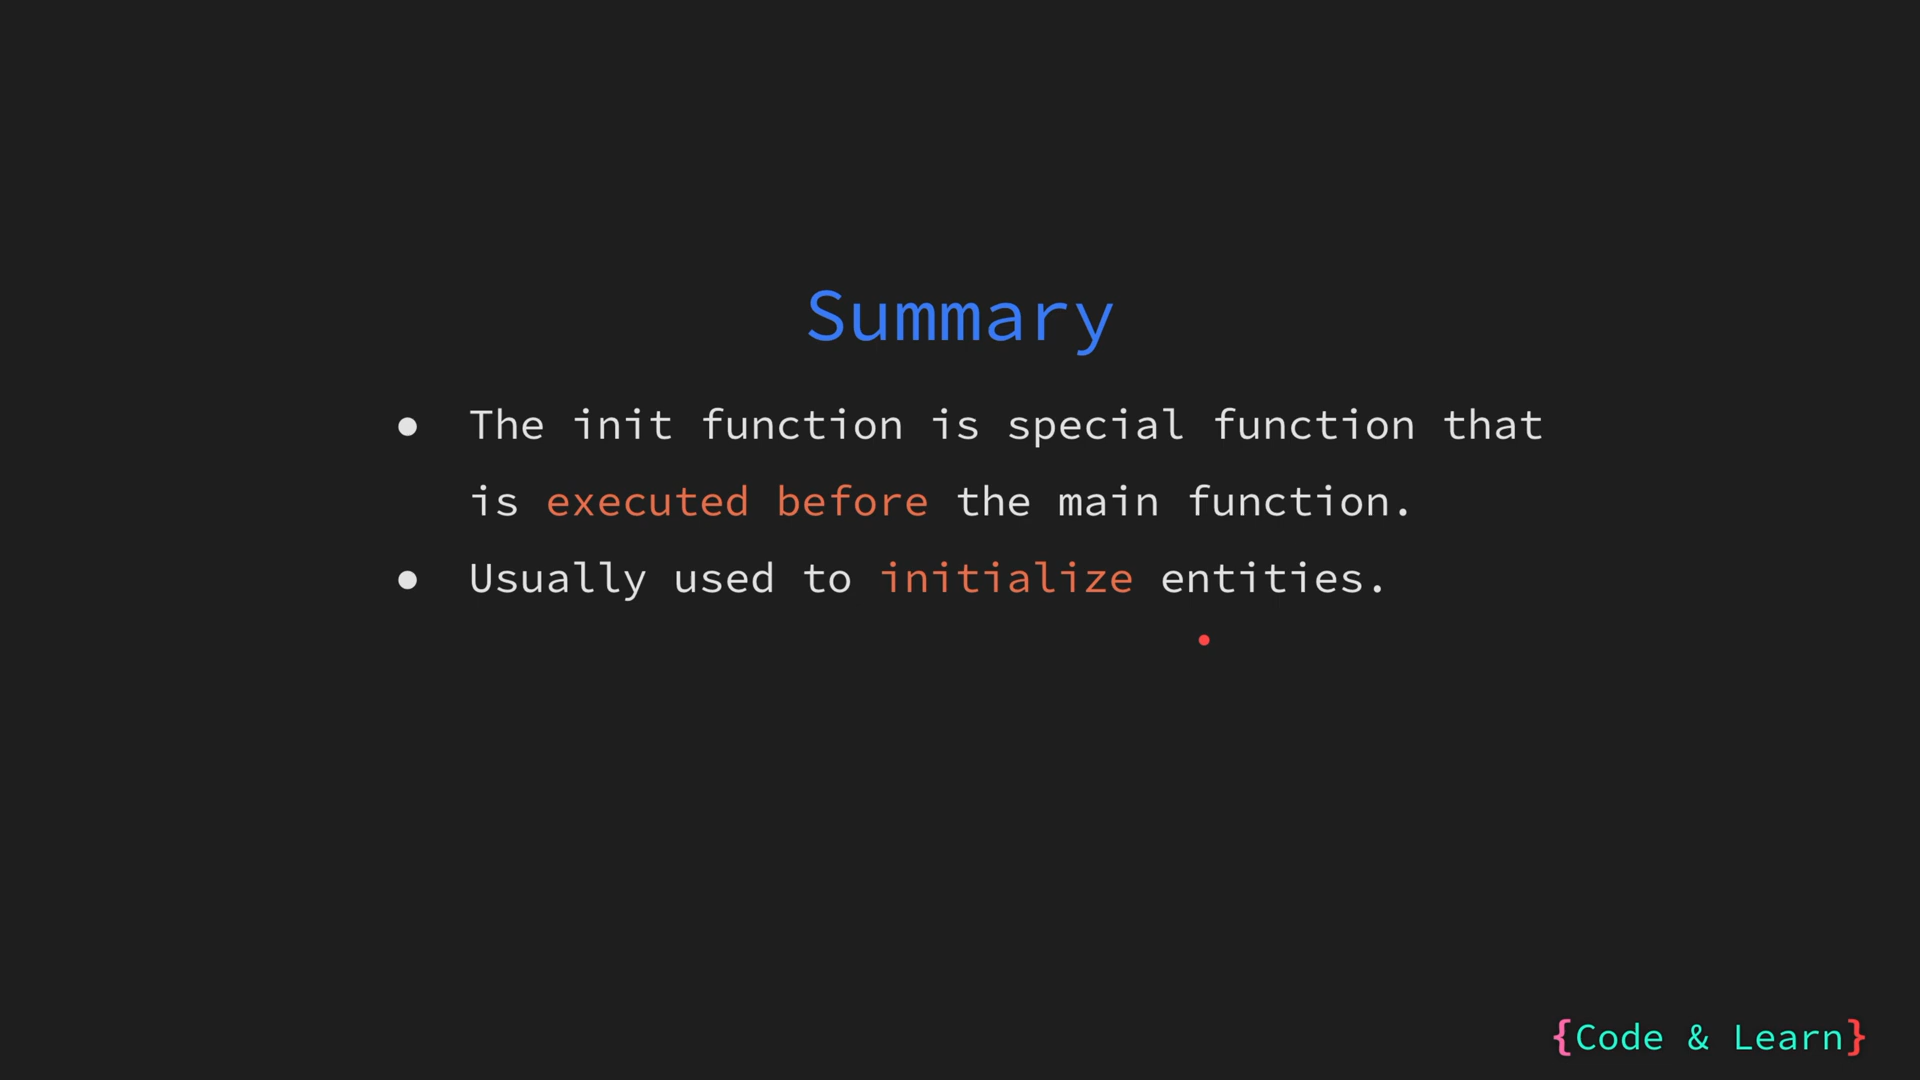 Summary
● The init function is special function that
is executed before the main function.
● Usually used to initialize entities.
{Code & Learn}